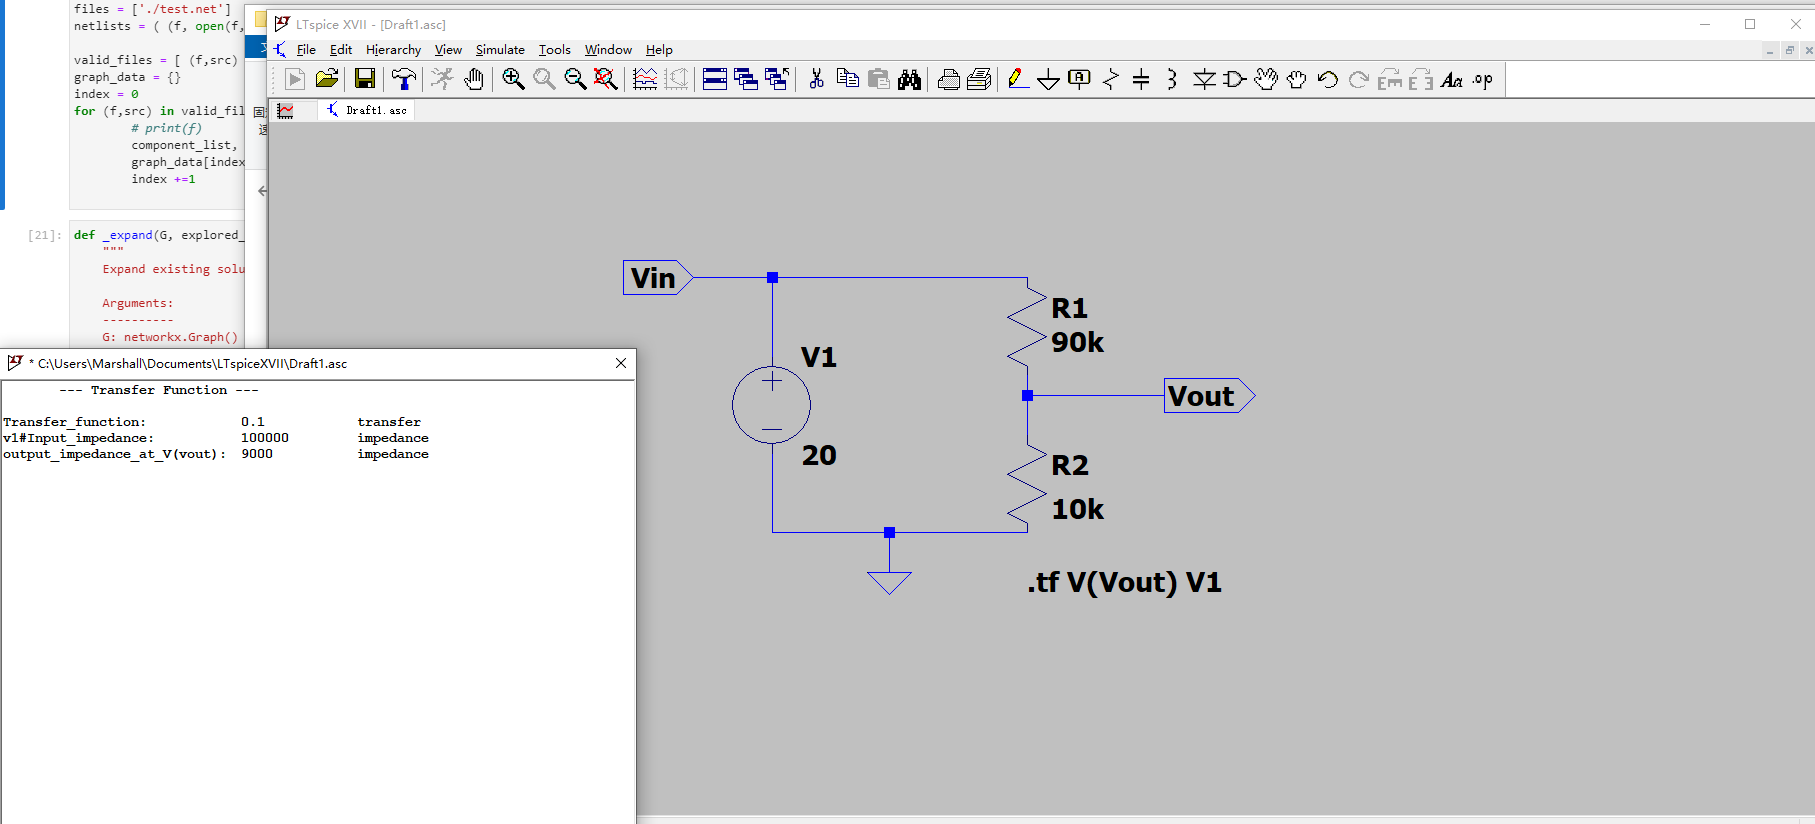 files = ['./test.net']
netlists = ( (f, open(f,
valid_files = [ (f,src)
graph_data = {}
index = 0
for (f,src) in valid_fil
# print(f)
component_list,
graph_data[index
index +=1
[21]:
def _expand(G, explored_
"""
Expand existing solu
Arguments:
----------
G: networkx.Graph()
LTspice XVII - [Draft1.asc]
File Edit Hierarchy View Simulate Tools Window Help
Aa .op
Draft1.asc
Vin
R1
90k
V1
20
Vout
R2
10k
.tf V(Vout) V1
* C:\Users\Marshall\Documents\LTspiceXVII\Draft1.asc
--- Transfer Function ---
Transfer_function: 0.1 transfer
v1#Input_impedance: 100000 impedance
output_impedance_at_V(vout): 9000 impedance